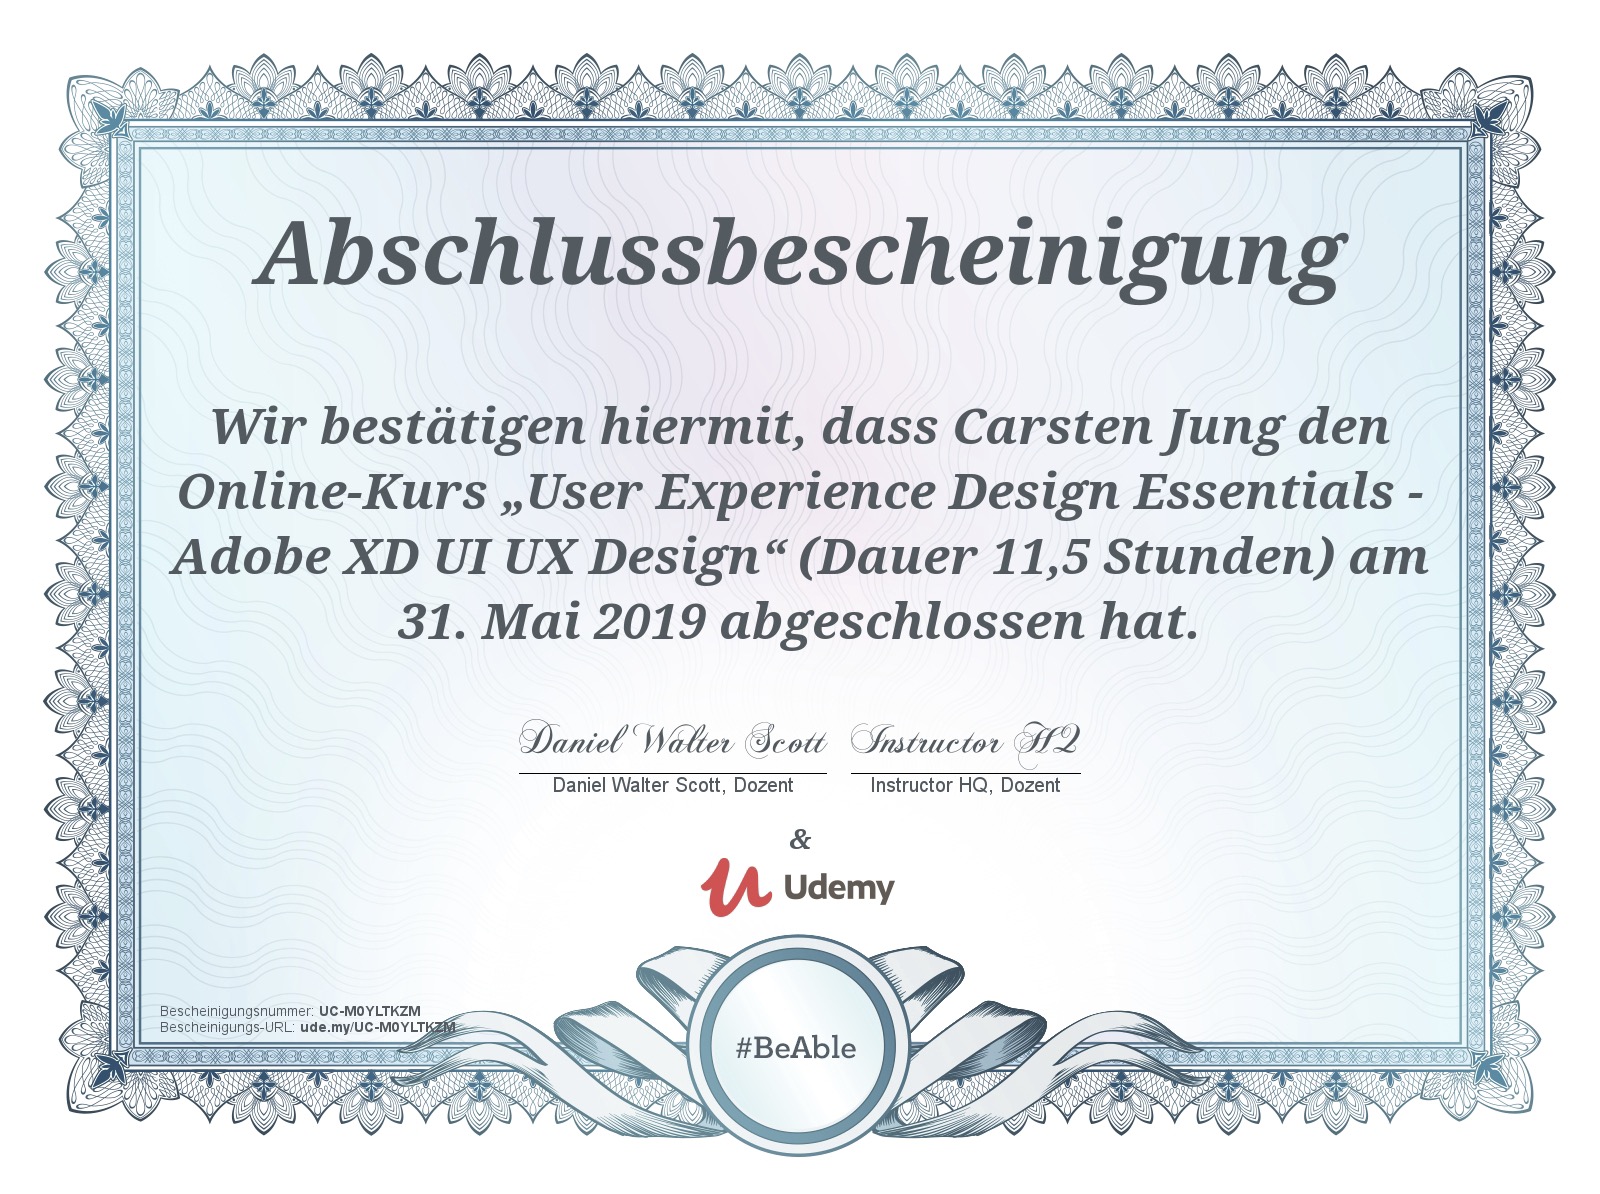 Abschlussbescheinigung
Wir bestätigen hiermit, dass Carsten Jung den
Online-Kurs „User Experience Design Essentials -
Adobe XD UI UX Design“ (Dauer 11,5 Stunden) am
31. Mai 2019 abgeschlossen hat.
Daniel Walter Scott Instructor HQ
Daniel Walter Scott, Dozent Instructor HQ, Dozent
&
Udemy
Bescheinigungsnummer: UC-M0YLTKZM
Bescheinigungs-URL: ude.my/UC-M0YLTKZM
#BeAble